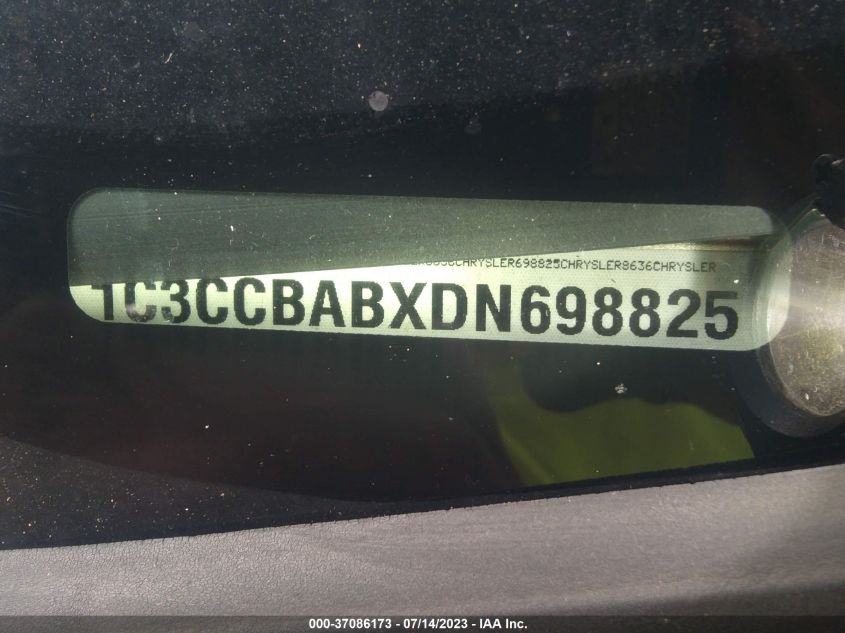 CHRYSLER698825CHRYSLER8636CHRYSLER
1C3CCBABXDN698825
000-37086173 - 07/14/2023 - IAA Inc.